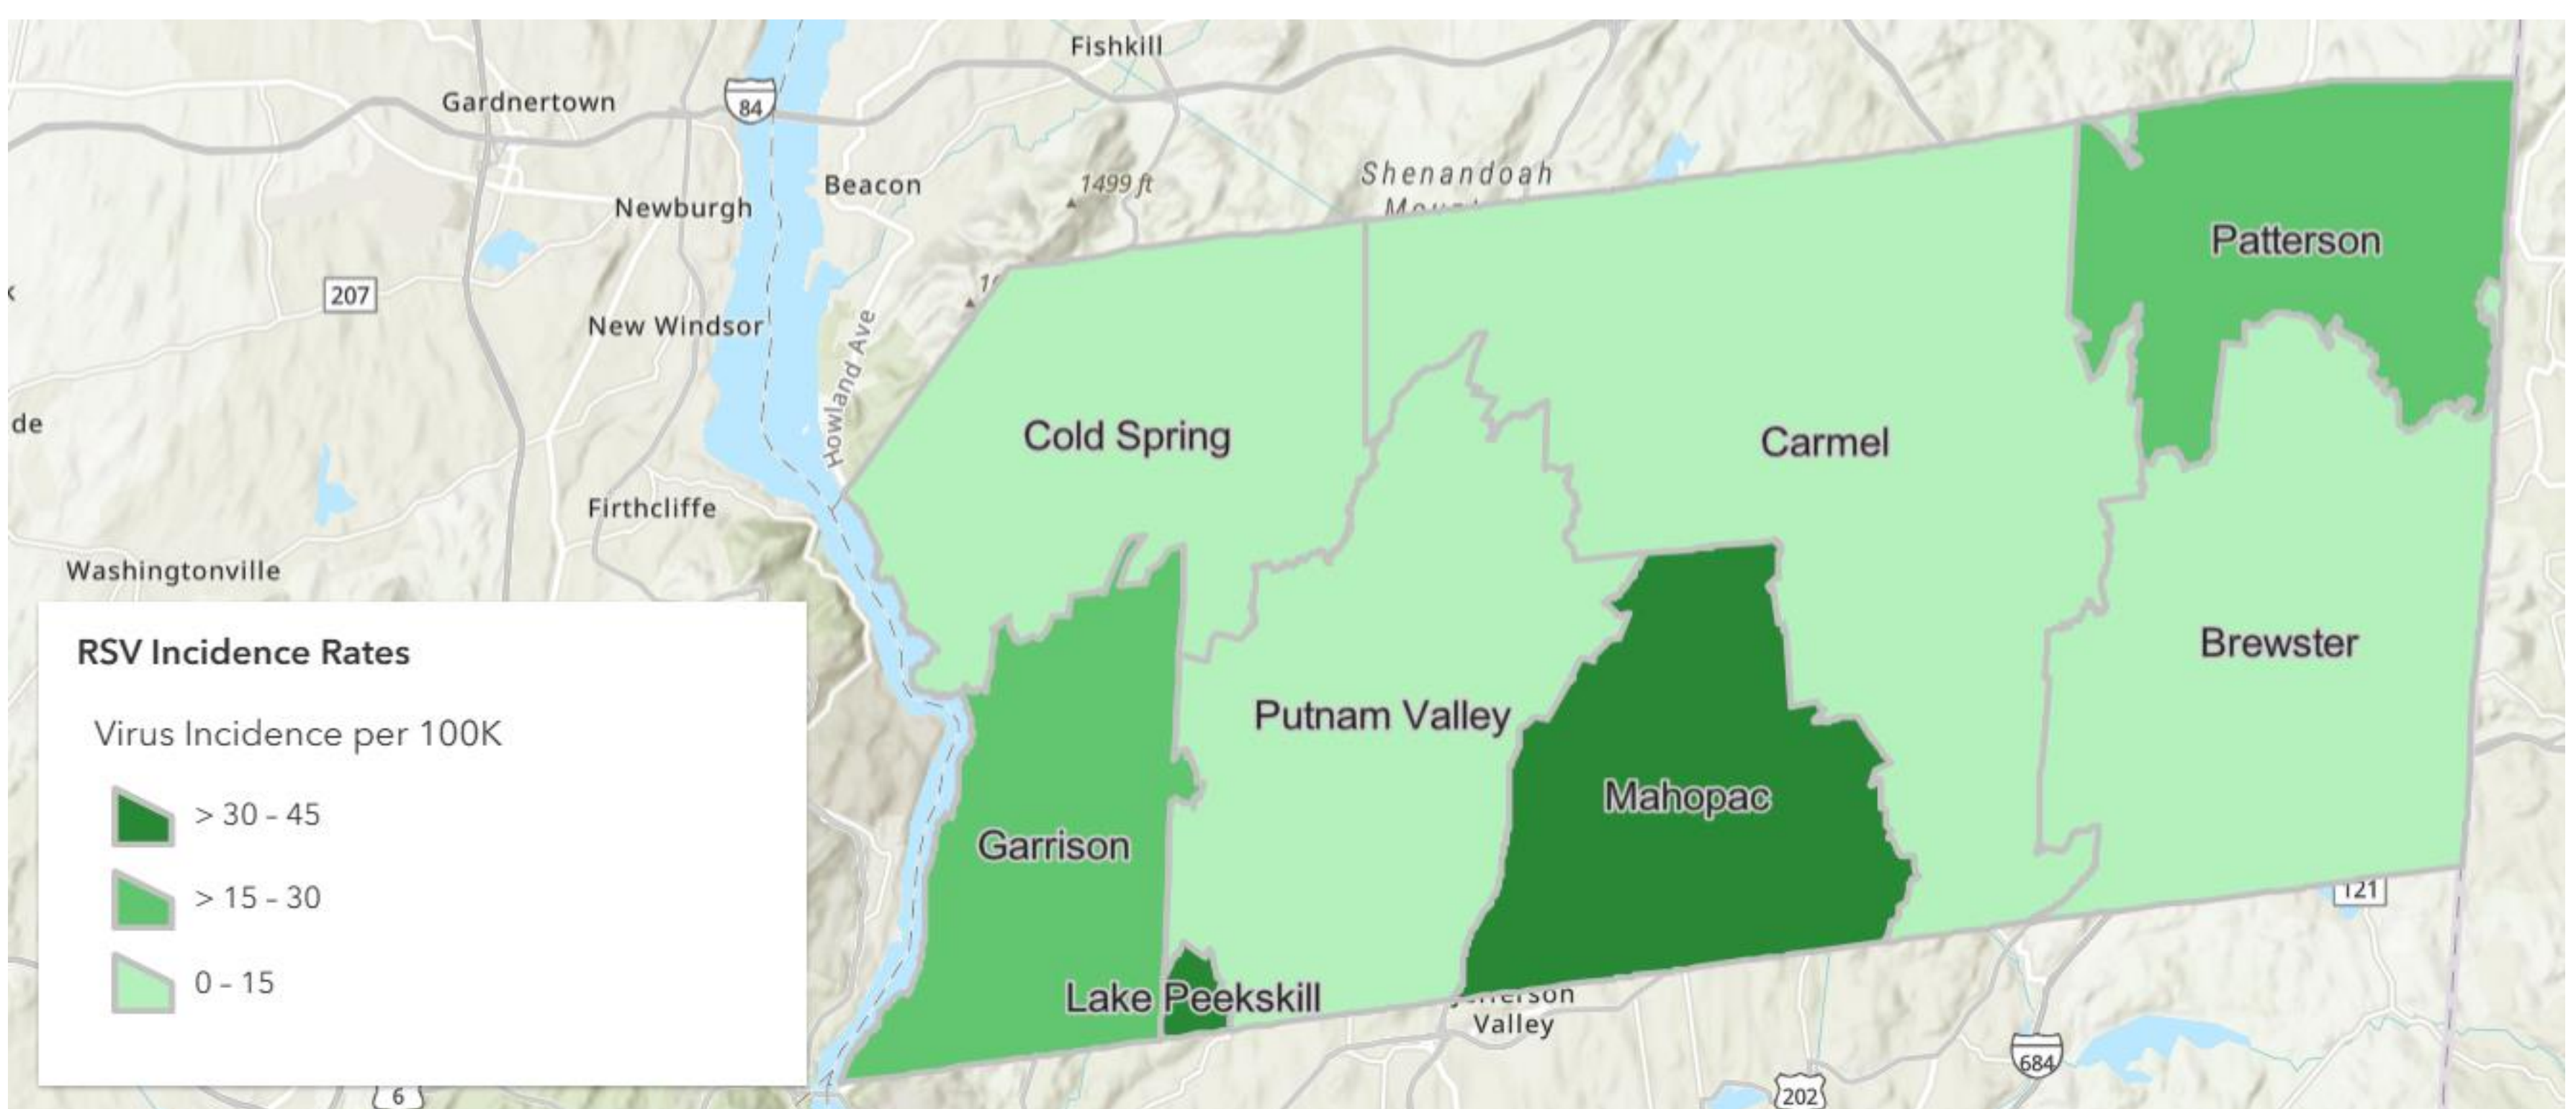 Fishkill
Gardnertown
84
Shenandoah
Beacon
1499 ft
Newburgh
Patterson
207
New Windsor
Howland Ave
de
Cold Spring
Carmel
Firthcliffe
Washingtonville
RSV Incidence Rates
Brewster
Putnam Valley
Virus Incidence per 100K
Mahopac
> 30 - 45
Garrison
> 15 - 30
121
0 - 15
Lake Peekskill
Valley
684
6
202